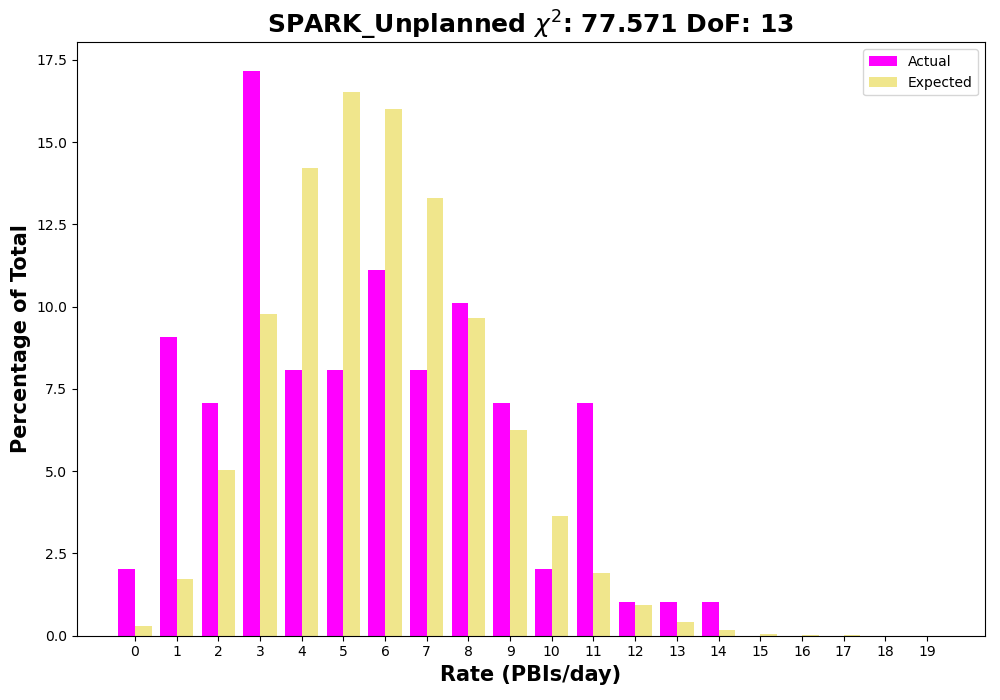 SPARK_Unplanned χ²: 77.571 DoF: 13
Actual
Expected
17.5
15.0
12.5
10.0
7.5
5.0
2.5
0.0
Percentage of Total
0 1 2 3 4 5 6 7 8 9 10 11 12 13 14 15 16 17 18 19
Rate (PBIs/day)